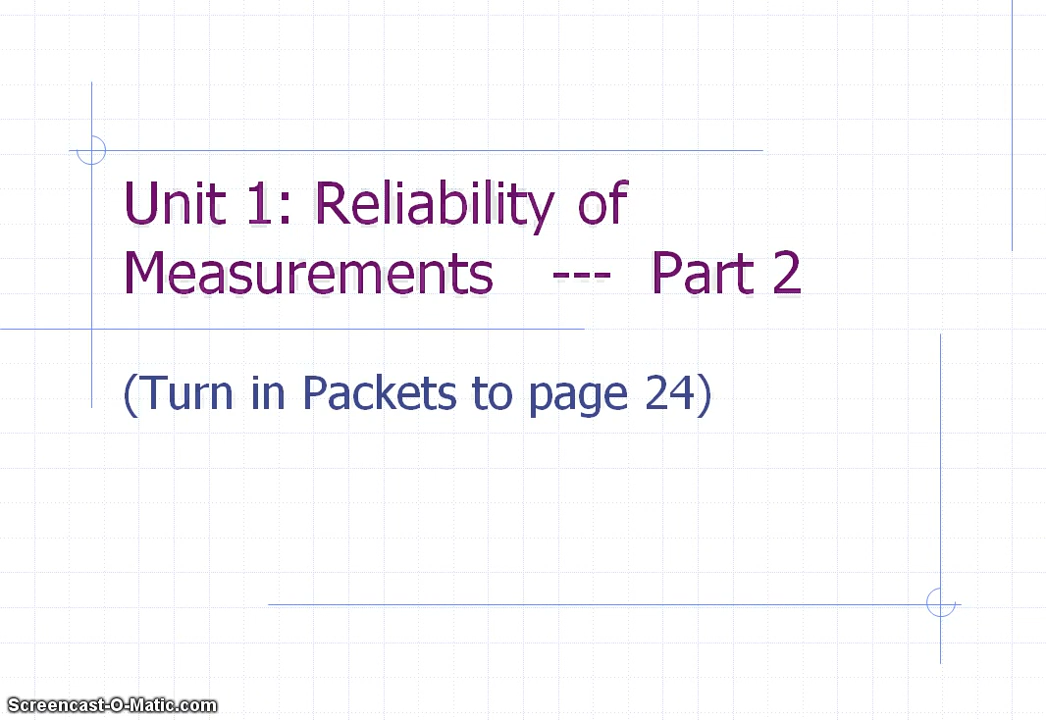 Unit 1: Reliability of
Measurements --- Part 2
(Turn in Packets to page 24)
Screencast-O-Matic.com